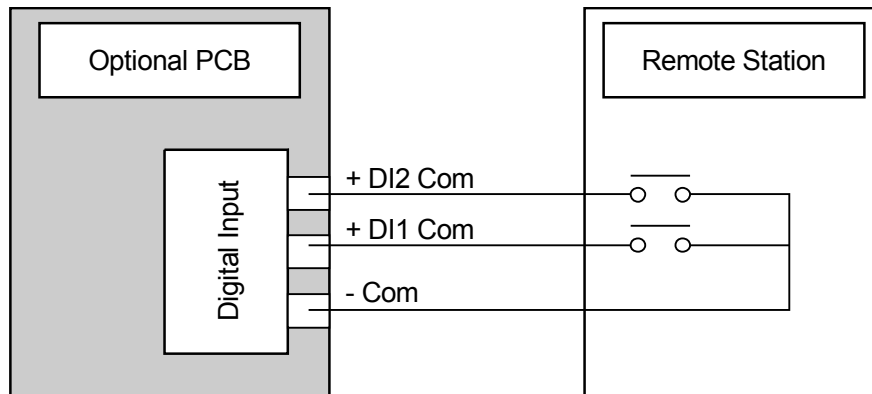 Optional PCB
Remote Station
Digital Input
+ DI2 Com
+ DI1 Com
- Com